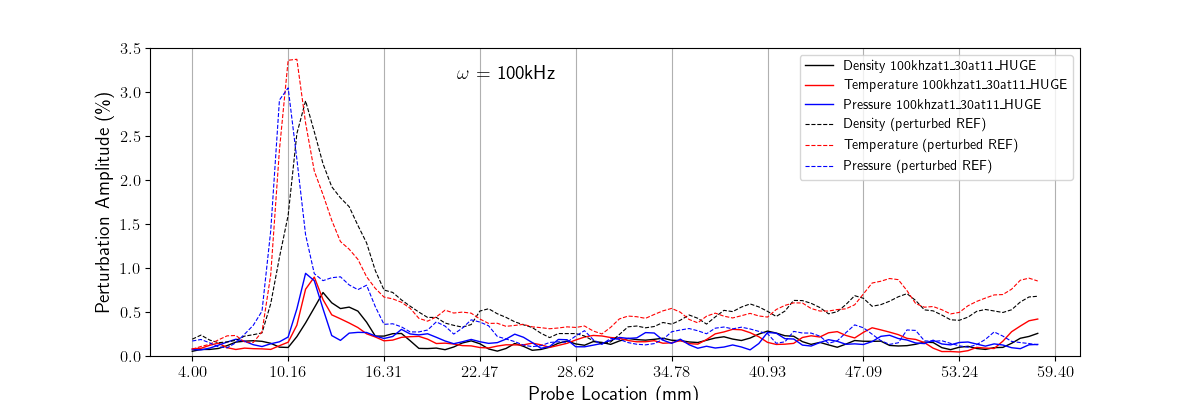 ω = 100kHz
Density 100khzat1_30at11_HUGE
Temperature 100khzat1_30at11_HUGE
Pressure 100khzat1_30at11_HUGE
Density (perturbed REF)
Temperature (perturbed REF)
Pressure (perturbed REF)
Perturbation Amplitude (%)
3.5
3.0
2.5
2.0
1.5
1.0
0.5
0.0
4.00 10.16 16.31 22.47 28.62 34.78 40.93 47.09 53.24 59.40
Probe Location (mm)